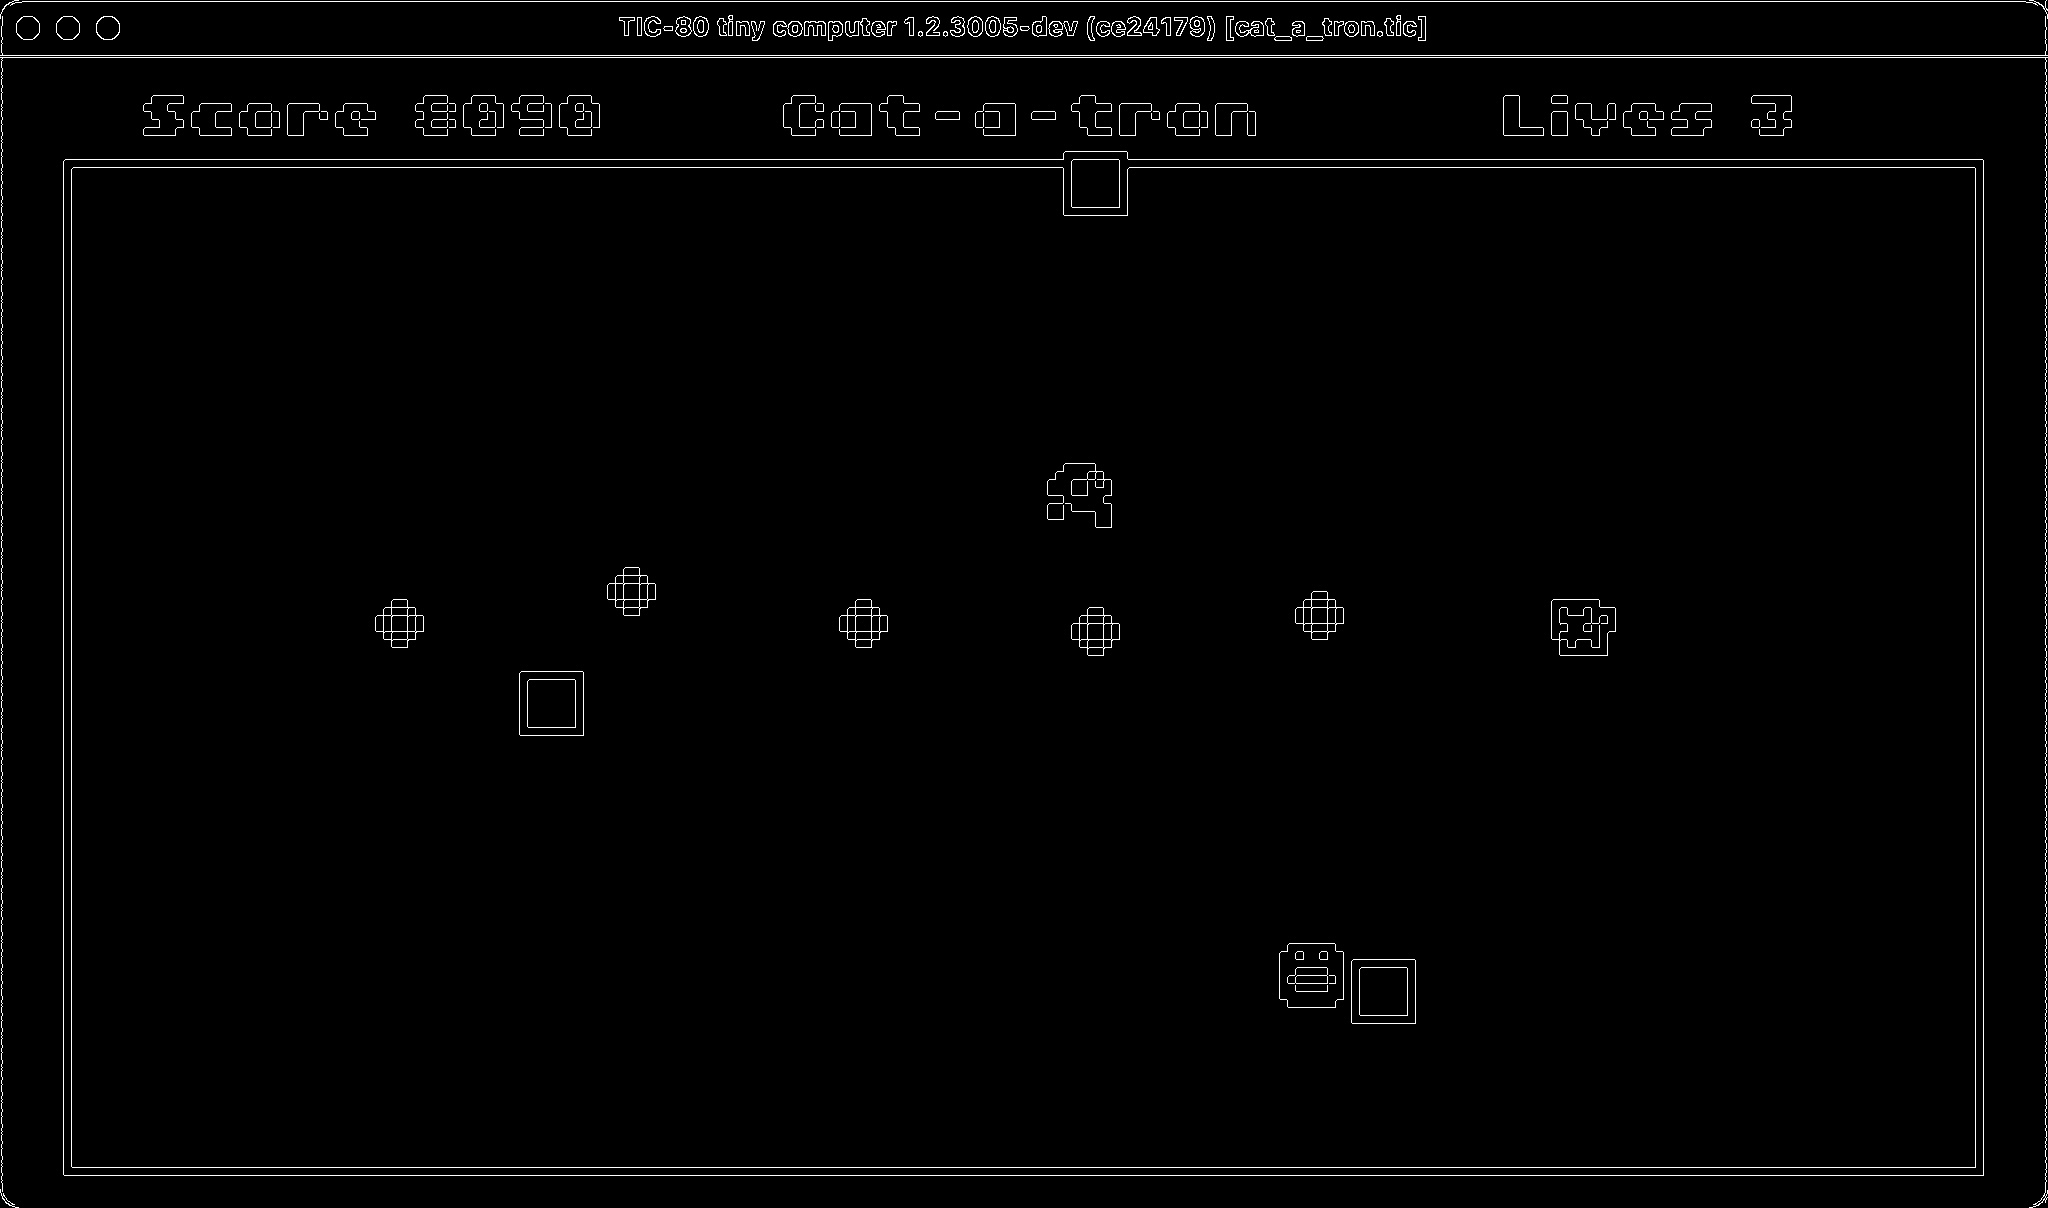 TIC-80 tiny computer 1.2.3005-dev (ce24179) [cat_a_tron.tic]
Score 8090 Cat-a-tron Lives 3